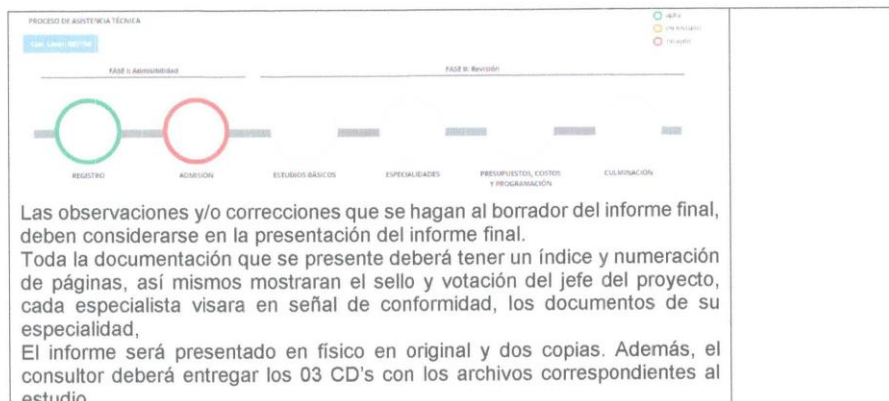 PROCESO DE ASISTENCIA TÉCNICA
FASE I: Admisibilidad
FASE II: Revisión
REGISTRO
ADMISIÓN
ESTUDIOS BÁSICOS
ESPECIALIDADES
PRESUPUESTOS, COSTOS
Y PROGRAMACIÓN
CULMINACIÓN
Las observaciones y/o correcciones que se hagan al borrador del informe final,
deben considerarse en la presentación del informe final.
Toda la documentación que se presente deberá tener un índice y numeración
de páginas, así mismos mostraran el sello y votación del jefe del proyecto,
cada especialista visara en señal de conformidad, los documentos de su
especialidad,
El informe será presentado en físico en original y dos copias. Además, el
consultor deberá entregar los 03 CD's con los archivos correspondientes al
estudio